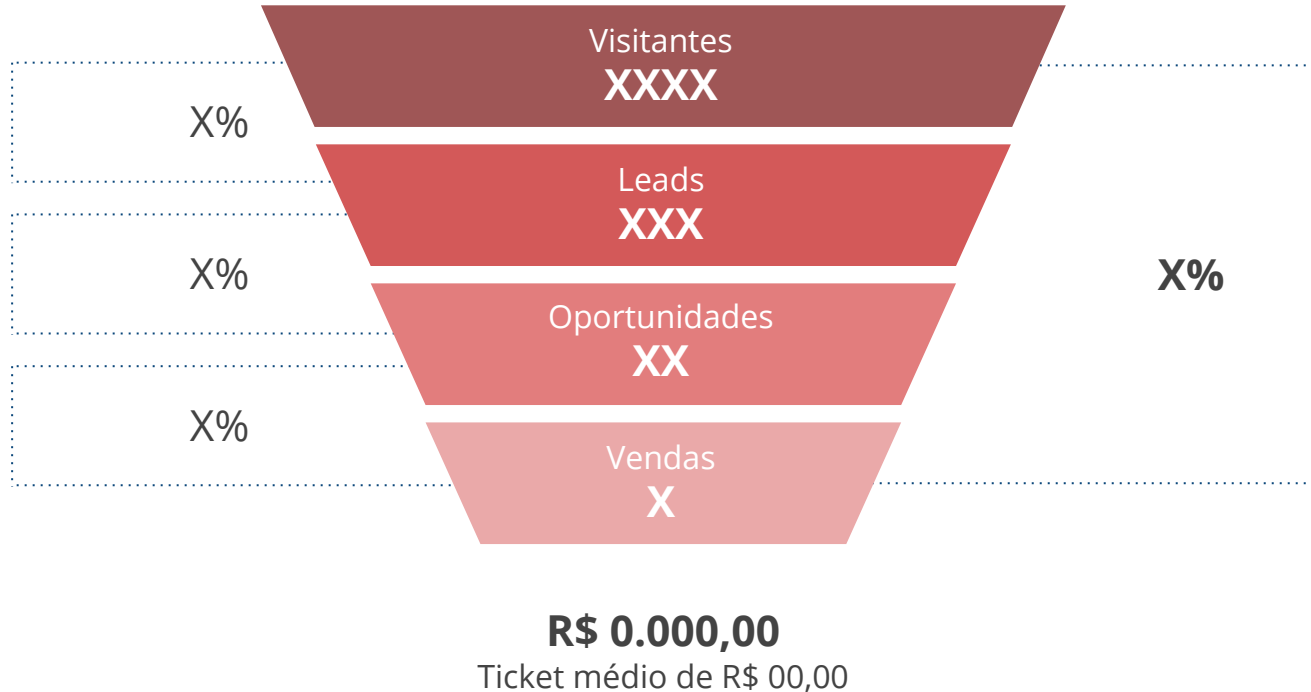 Visitantes
XXXX
X%
Leads
XXX
X%
X%
Oportunidades
XX
X%
Vendas
X
R$ 0.000,00
Ticket médio de R$ 00,00